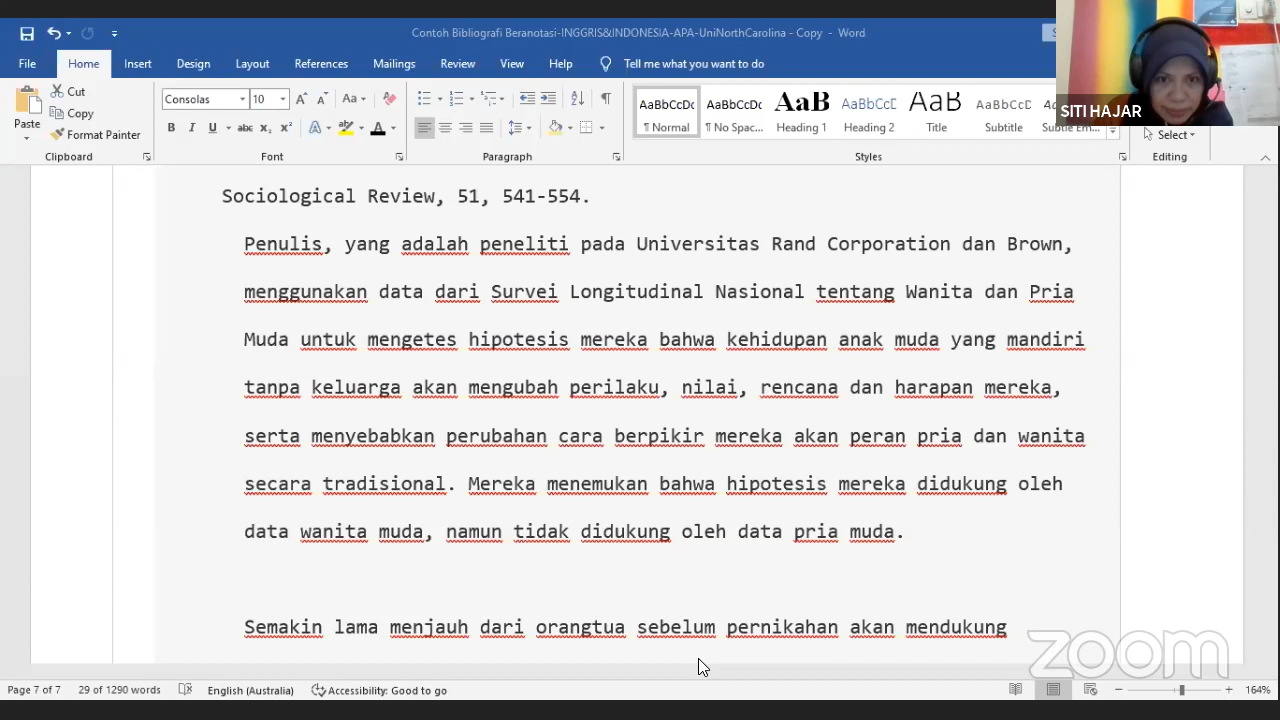 Contoh Bibliografi Beranotasi-INGGRIS&INDONESIA-APA-UniNorthCarolina - Copy - Word
File Home Insert Design Layout References Mailings Review View Help Tell me what you want to do
SITI HAJAR
Paste Cut Copy Format Painter
Consolas 10
AaBbCcDc AaBbCcDc AaB AaBbCcD AaB AaBbCcD
¶ Normal ¶ No Spac... Heading 1 Heading 2 Title Subtitle Subtle Em...
Select
Clipboard Font Paragraph Styles Editing
Sociological Review, 51, 541-554.
Penulis, yang adalah peneliti pada Universitas Rand Corporation dan Brown,
menggunakan data dari Survei Longitudinal Nasional tentang Wanita dan Pria
Muda untuk mengetes hipotesis mereka bahwa kehidupan anak muda yang mandiri
tanpa keluarga akan mengubah perilaku, nilai, rencana dan harapan mereka,
serta menyebabkan perubahan cara berpikir mereka akan peran pria dan wanita
secara tradisional. Mereka menemukan bahwa hipotesis mereka didukung oleh
data wanita muda, namun tidak didukung oleh data pria muda.
Semakin lama menjauh dari orangtua sebelum pernikahan akan mendukung
zoom
Page 7 of 7 29 of 1290 words English (Australia) Accessibility: Good to go 164%